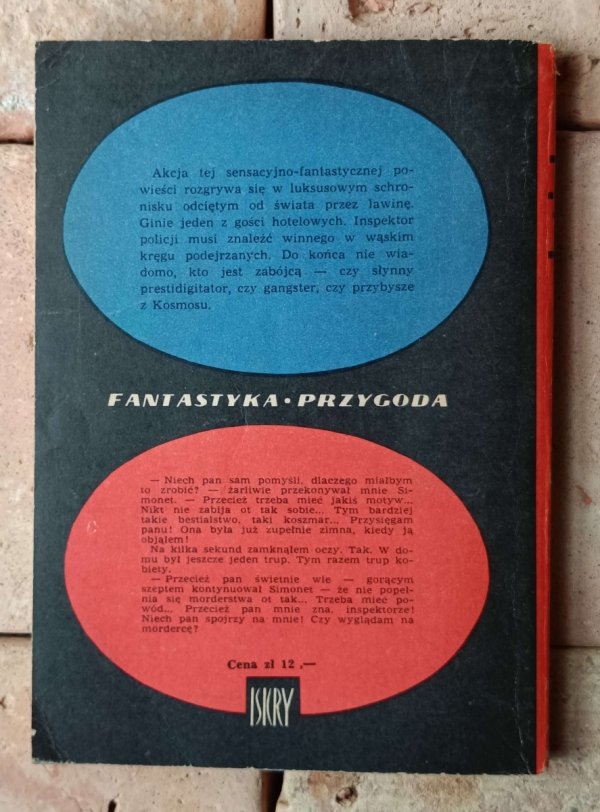 Akcja tej sensacyjno-fantastycznej po-
wieści rozgrywa się w luksusowym schro-
nisku odciętym od świata przez lawinę.
Ginie jeden z gości hotelowych. Inspektor
policji musi znaleźć winnego w wąskim
kręgu podejrzanych. Do końca nie wia-
domo, kto jest zabójcą — czy słynny
prestidigitator, czy gangster, czy przybysze
z Kosmosu.
FANTASTYKA • PRZYGODA
— Niech pan sam pomyśli, dlaczego miałbym
to zrobić? — żarliwie przekonywał mnie Si-
monet. — Przecież trzeba mieć jakiś motyw...
Nikt nie zabija ot tak sobie... Tym bardziej
takie bestialstwo, taki koszmar... Przysięgam
panu! Ona była już zupełnie zimna, kiedy ją
objąłem!
Na kilka sekund zamknąłem oczy. Tak. W do-
mu był jeszcze jeden trup. Tym razem trup ko-
biety.
— Przecież pan świetnie wie — gorącym
szeptem kontynuował Simonet — że nie popeł-
nia się morderstwa ot tak... Trzeba mieć po-
wód... Przecież pan mnie zna, inspektorze!
Niech pan spojrzy na mnie! Czy wyglądam na
mordercę?
Cena zł 12,—
ISKRY